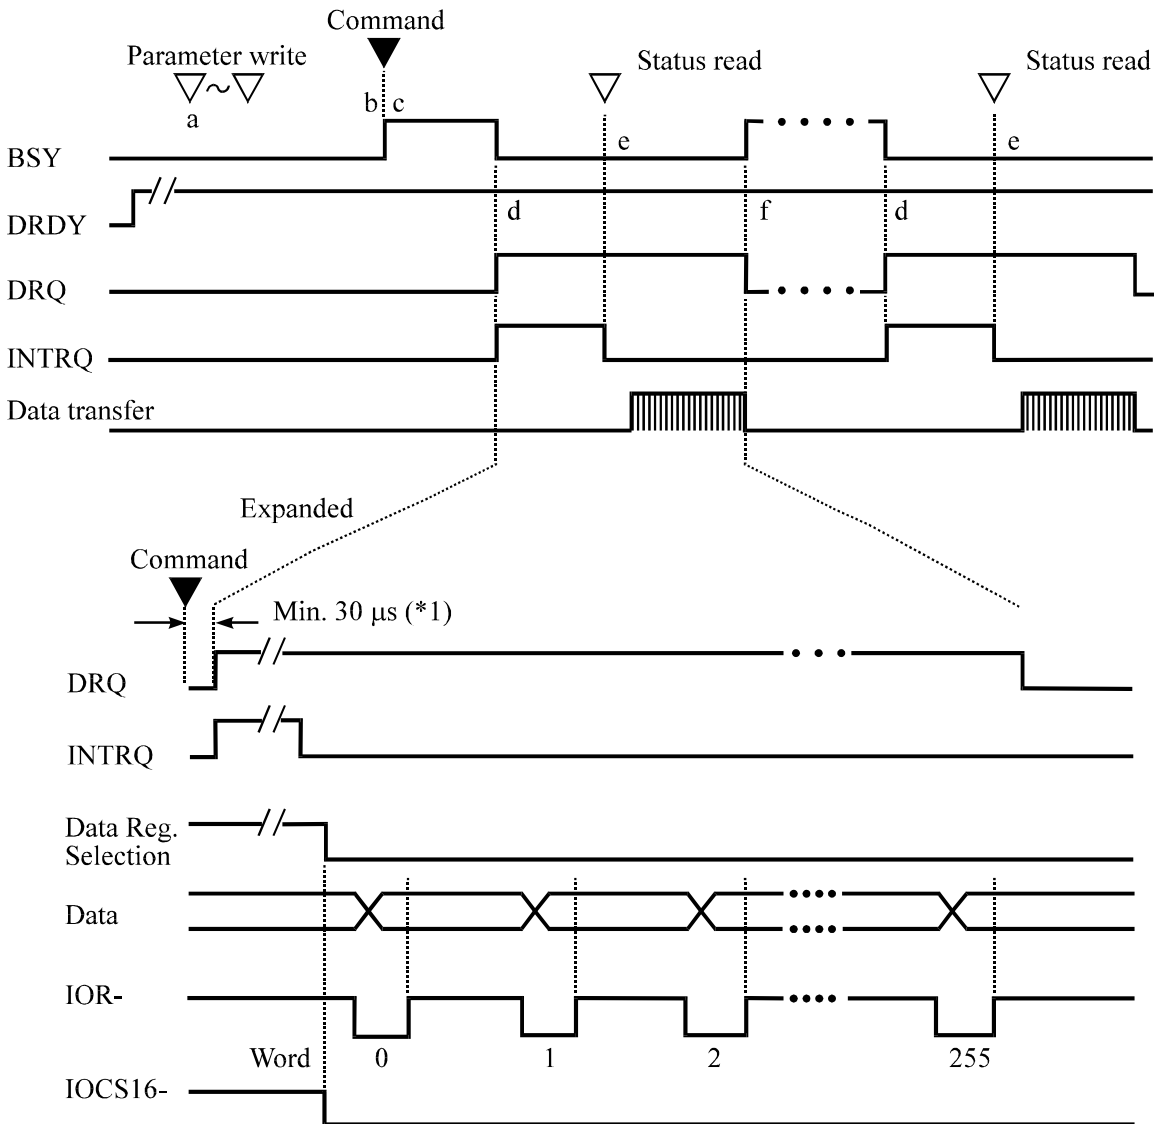 Command
Parameter write
Status read
Status read
a
b
c
BSY
e
e
DRDY
d
f
d
DRQ
INTRQ
Data transfer
Expanded
Command
Min. 30 μs (*1)
DRQ
INTRQ
Data Reg.
Selection
Data
IOR-
Word 0 1 2 255
IOCS16-